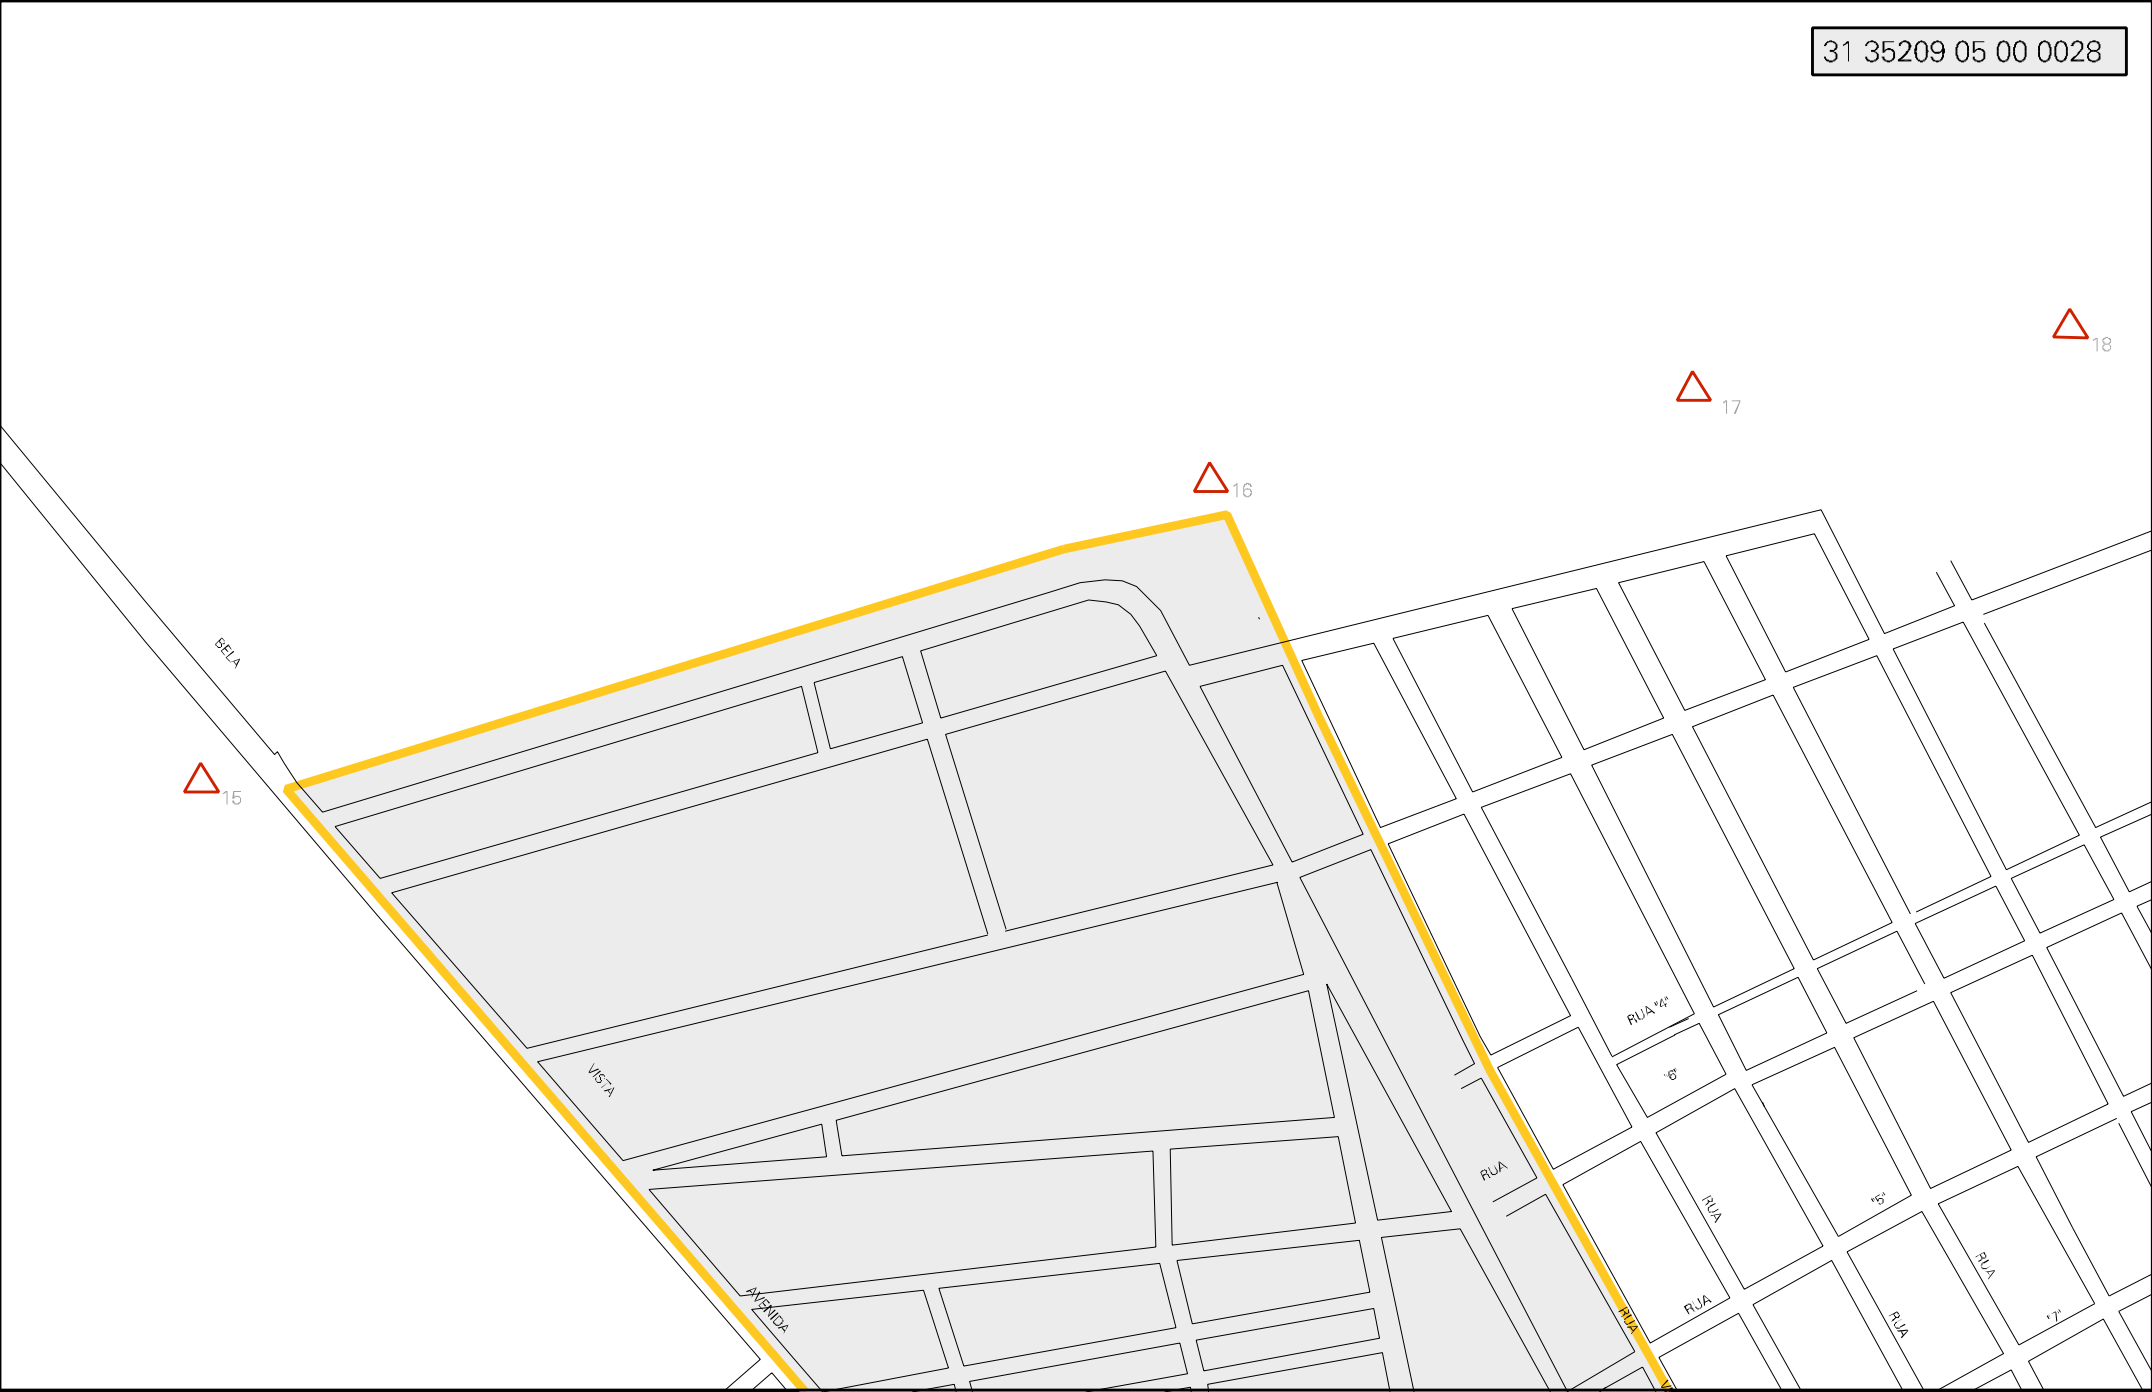 31 35209 05 00 0028
18
17
16
BELA
15
RUA "4"
"6"
VISTA
RUA
"5"
RUA
RUA
AVENIDA
RUA
RUA
RUA
"7"